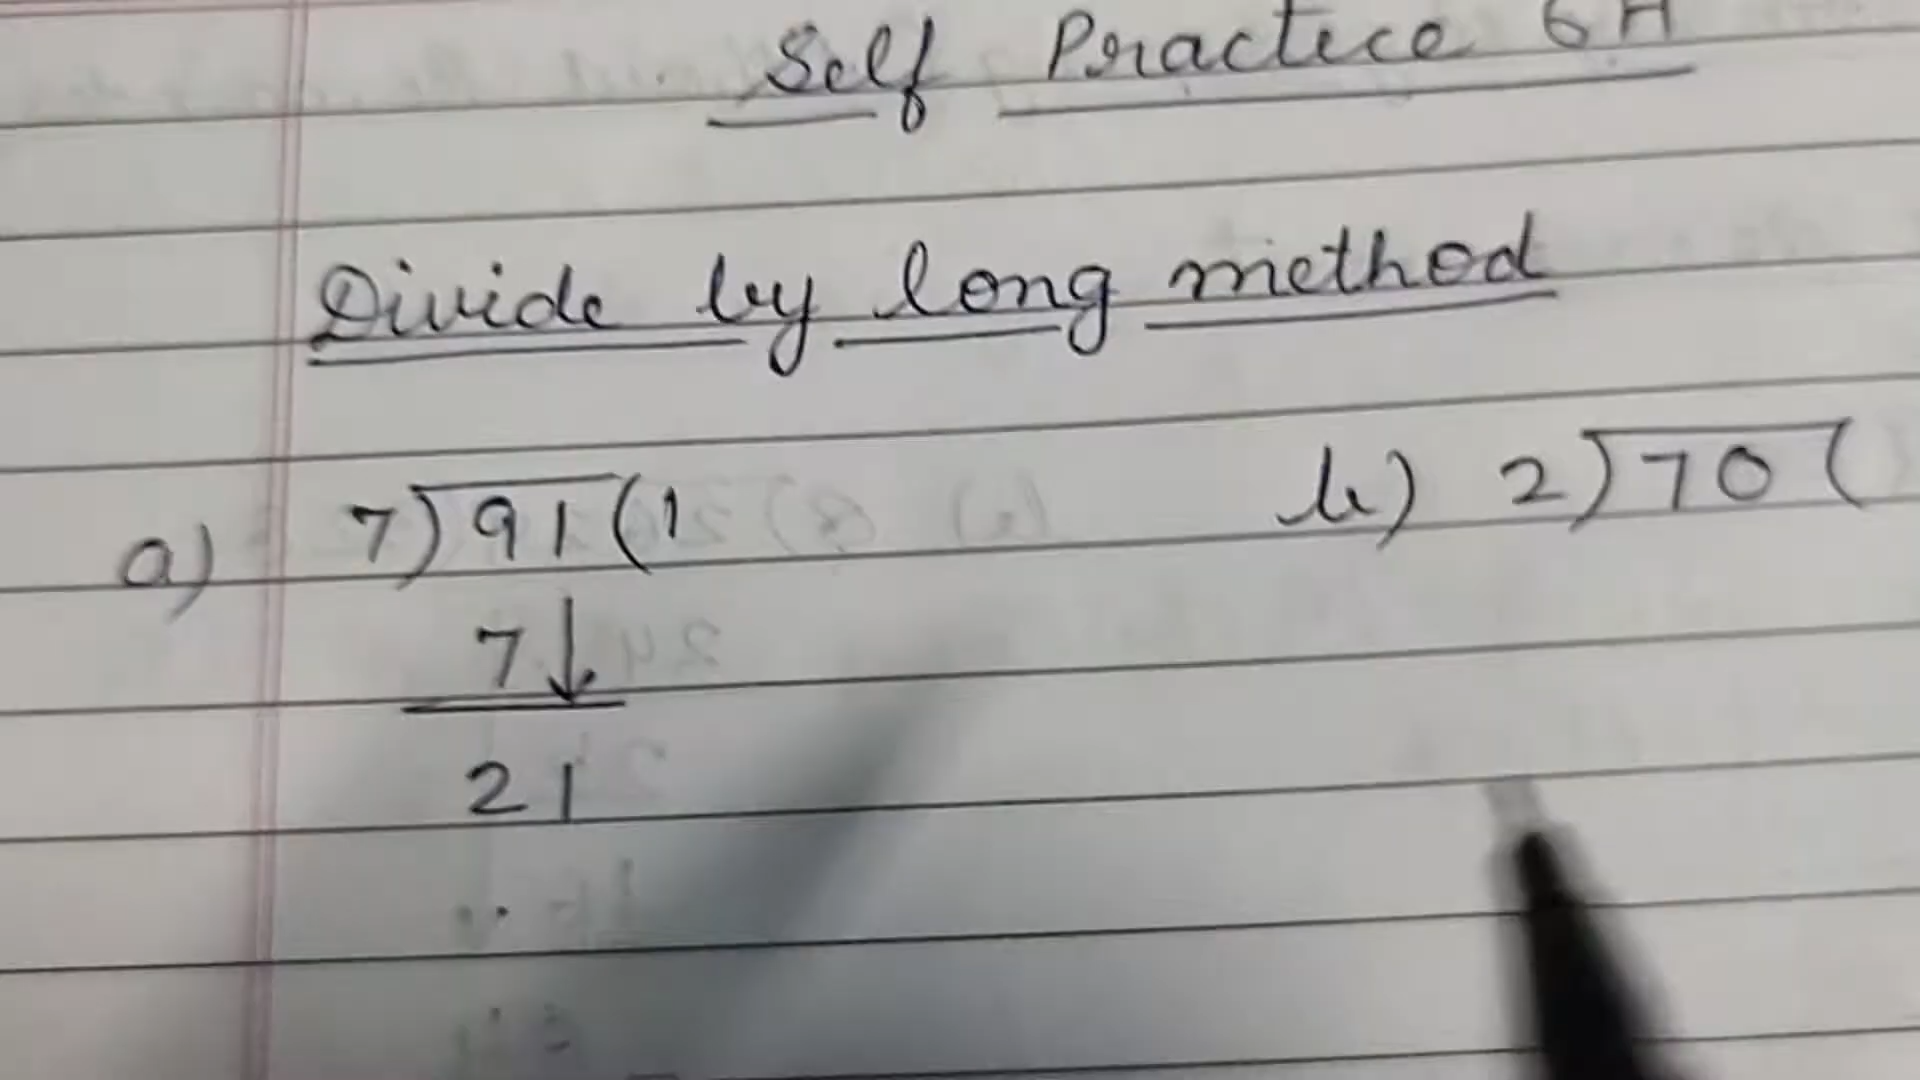 Self Practice 6H
Divide by long method
a) 7)91(1
7↓
21
b) 2)70(